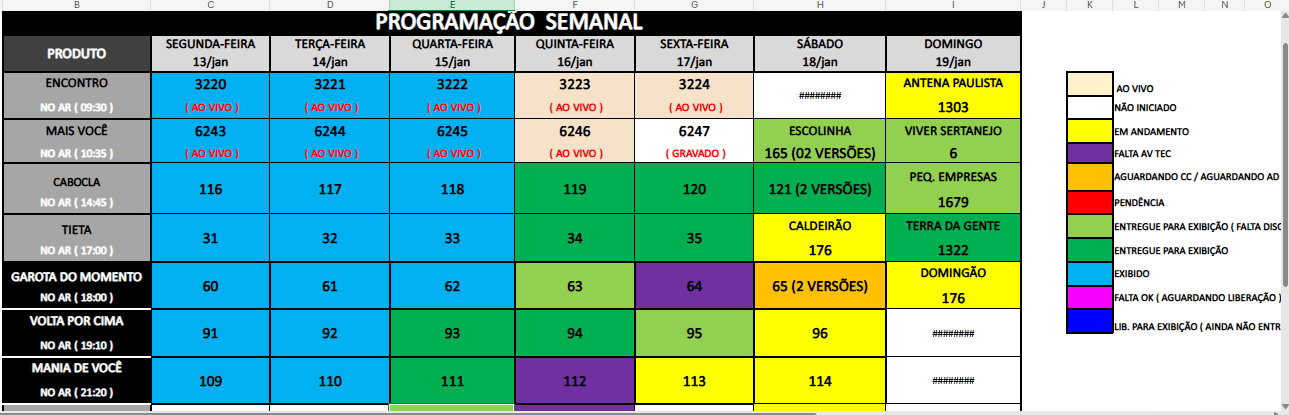 B C D E F G H I J K L M N O
PROGRAMAÇÃO SEMANAL
PRODUTO SEGUNDA-FEIRA TERÇA-FEIRA QUARTA-FEIRA QUINTA-FEIRA SEXTA-FEIRA SÁBADO DOMINGO
13/jan 14/jan 15/jan 16/jan 17/jan 18/jan 19/jan
ENCONTRO 3220 3221 3222 3223 3224 ######## ANTENA PAULISTA
NO AR ( 09:30 ) ( AO VIVO ) ( AO VIVO ) ( AO VIVO ) ( AO VIVO ) ( AO VIVO ) 1303
MAIS VOCÊ 6243 6244 6245 6246 6247 ESCOLINHA VIVER SERTANEJO
NO AR ( 10:35 ) ( AO VIVO ) ( AO VIVO ) ( AO VIVO ) ( AO VIVO ) ( GRAVADO ) 165 (02 VERSÕES) 6
CABOCLA 116 117 118 119 120 121 (2 VERSÕES) PEQ. EMPRESAS
NO AR ( 14:45 ) 1679
TIETA 31 32 33 34 35 CALDEIRÃO TERRA DA GENTE
NO AR ( 17:00 ) 176 1322
GAROTA DO MOMENTO 60 61 62 63 64 65 (2 VERSÕES) DOMINGÃO
NO AR ( 18:00 ) 176
VOLTA POR CIMA 91 92 93 94 95 96 ########
NO AR ( 19:10 )
MANIA DE VOCÊ 109 110 111 112 113 114 ########
NO AR ( 21:20 )
AO VIVO
NÃO INICIADO
EM ANDAMENTO
FALTA AV TEC
AGUARDANDO CC / AGUARDANDO AD
PENDÊNCIA
ENTREGUE PARA EXIBIÇÃO ( FALTA DISC
ENTREGUE PARA EXIBIÇÃO
EXIBIDO
FALTA OK ( AGUARDANDO LIBERAÇÃO )
LIB. PARA EXIBIÇÃO ( AINDA NÃO ENTR